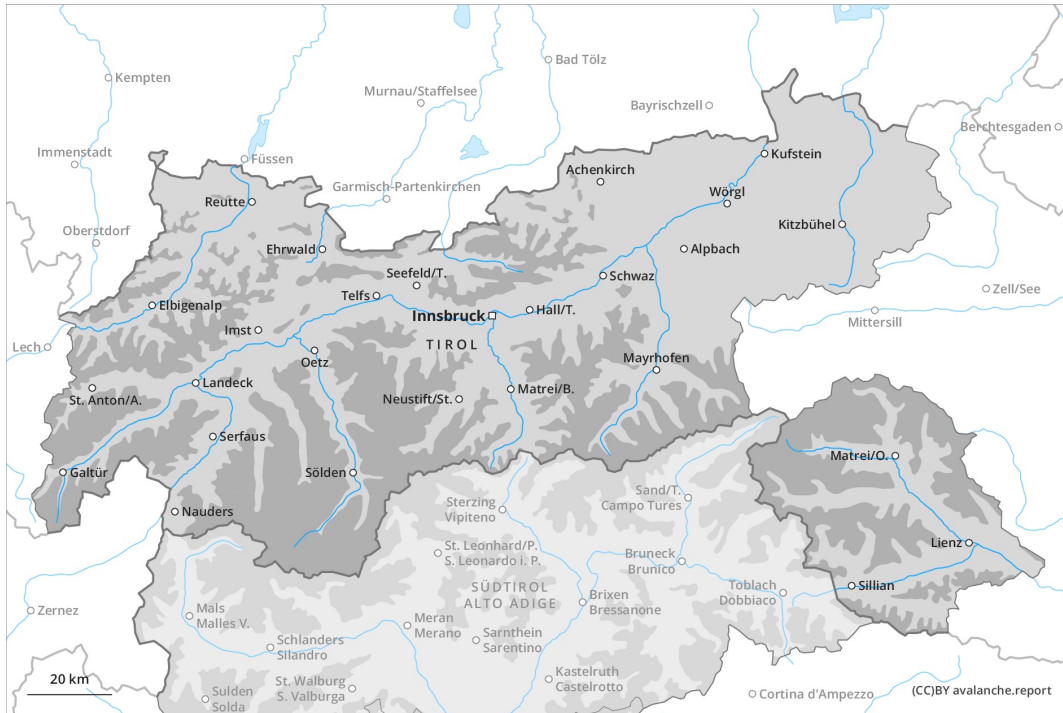 Kempten
Bad Tölz
Murnau/Staffelsee
Bayrischzell
Berchtesgaden
Immenstadt
Füssen
Kufstein
Achenkirch
Garmisch-Partenkirchen
Wörgl
Reutte
Oberstdorf
Kitzbühel
Ehrwald
Alpbach
Seefeld/T.
Schwaz
Zell/See
Telfs
Elbigenalp
Innsbruck
Hall/T.
Mittersill
Imst
TIROL
Lech
Oetz
Mayrhofen
Landeck
St. Anton/A.
Neustift/St.
Matrei/B.
Serfaus
Matrei/O.
Galtür
Sölden
Sand/T.
Campo Tures
Sterzing
Vipiteno
Nauders
Lienz
St. Leonhard/P.
S. Leonardo i. P.
Bruneck
Brunico
SÜDTIROL
ALTO ADIGE
Toblach
Dobbiaco
Sillian
Brixen
Bressanone
Zernez
Mals
Malles V.
Meran
Merano
Schlanders
Silandro
Sarnthein
Sarentino
Kastelruth
Castelrotto
St. Walburg
S. Valburga
20 km
Sulden
Solda
Cortina d'Ampezzo
(CC)BY avalanche.report